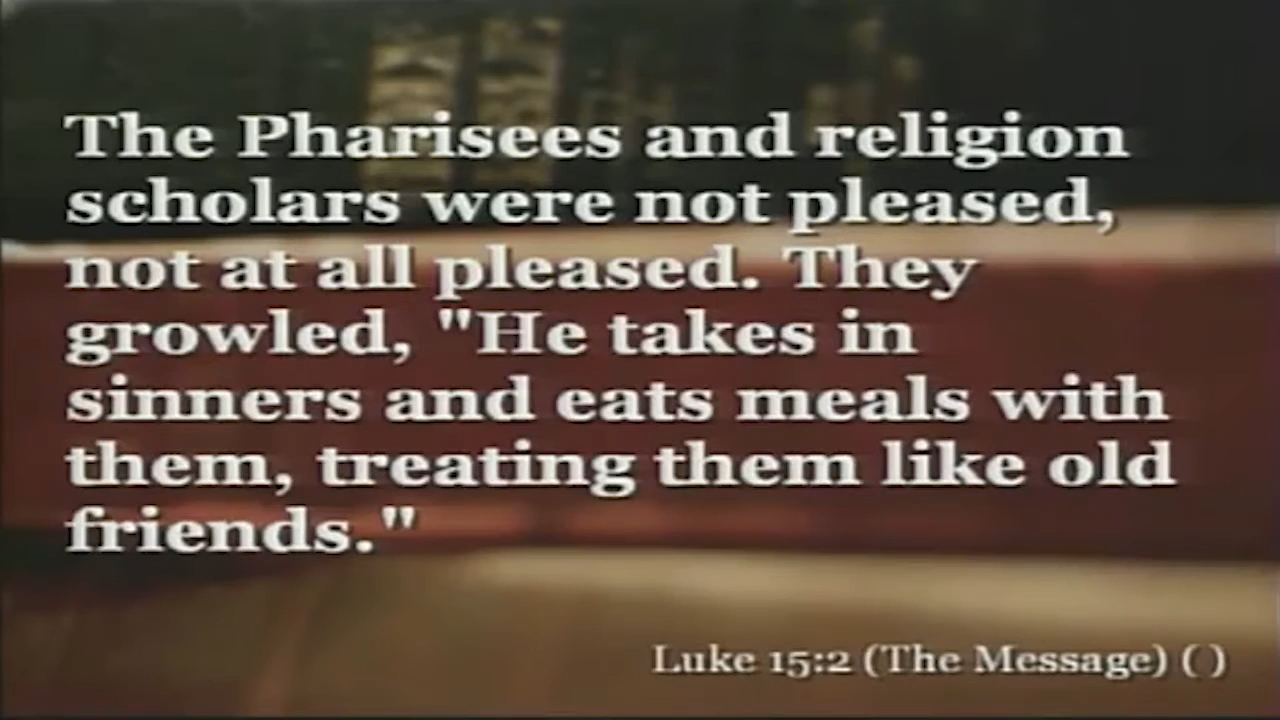 The Pharisees and religion
scholars were not pleased,
not at all pleased. They
growled, "He takes in
sinners and eats meals with
them, treating them like old
friends."
Luke 15:2 (The Message) ( )